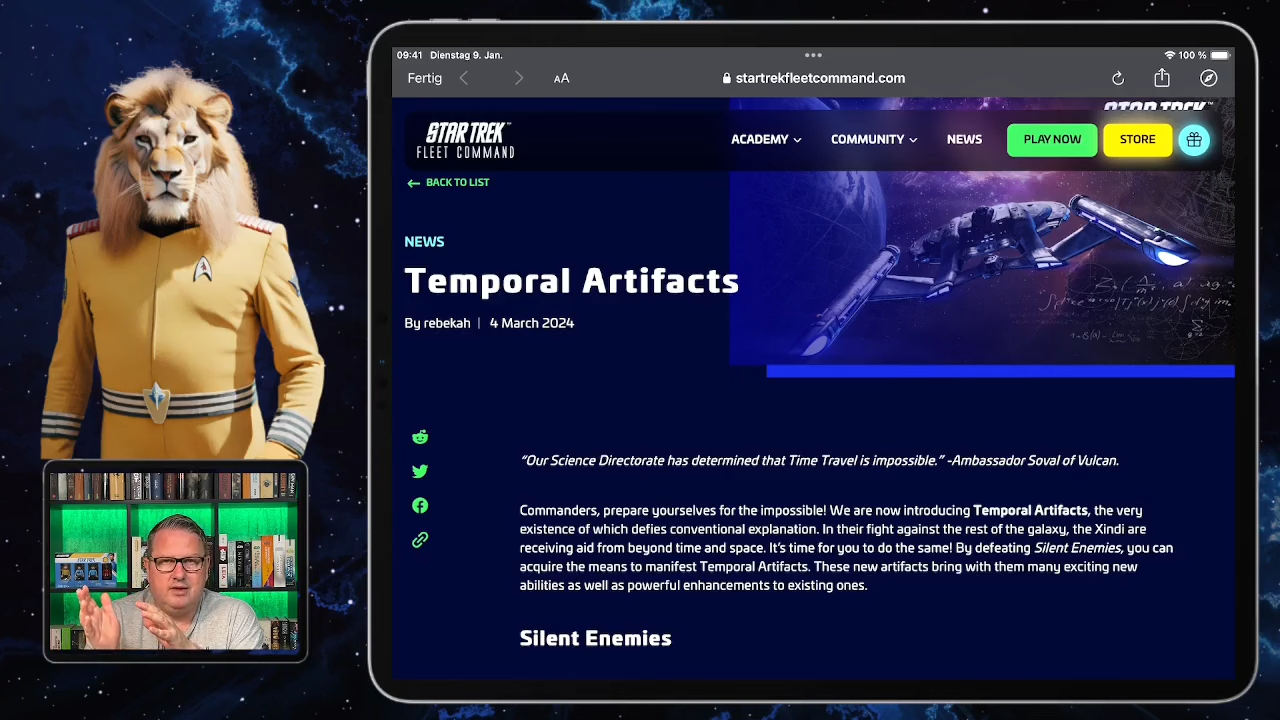 09:41 Dienstag 9. Jan.
100 %
Fertig
AA
startrekfleetcommand.com
STAR TREK™
STAR TREK™
FLEET COMMAND
ACADEMY
COMMUNITY
NEWS
PLAY NOW
STORE
BACK TO LIST
NEWS
Temporal Artifacts
By rebekah | 4 March 2024
“Our Science Directorate has determined that Time Travel is impossible.” -Ambassador Soval of Vulcan.
Commanders, prepare yourselves for the impossible! We are now introducing Temporal Artifacts, the very
existence of which defies conventional explanation. In their fight against the rest of the galaxy, the Xindi are
receiving aid from beyond time and space. It’s time for you to do the same! By defeating Silent Enemies, you can
acquire the means to manifest Temporal Artifacts. These new artifacts bring with them many exciting new
abilities as well as powerful enhancements to existing ones.
Silent Enemies